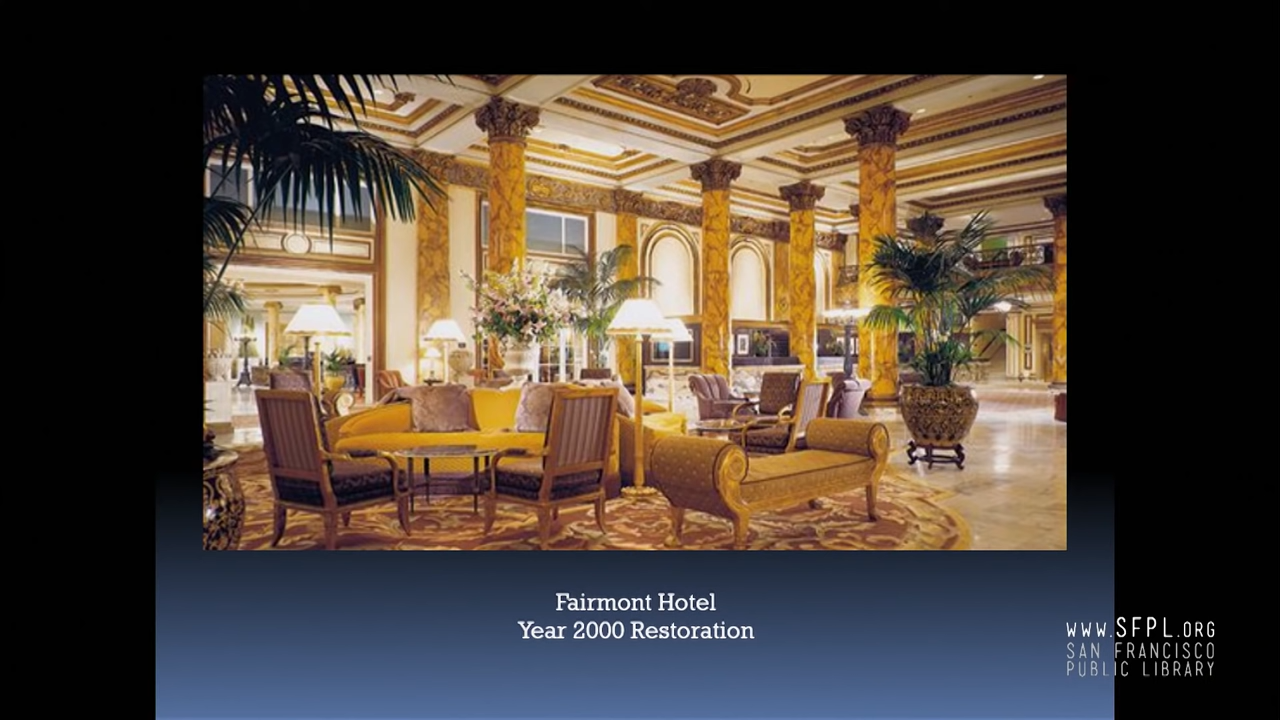 Fairmont Hotel
Year 2000 Restoration
WWW.SFPL.ORG
SAN FRANCISCO
PUBLIC LIBRARY